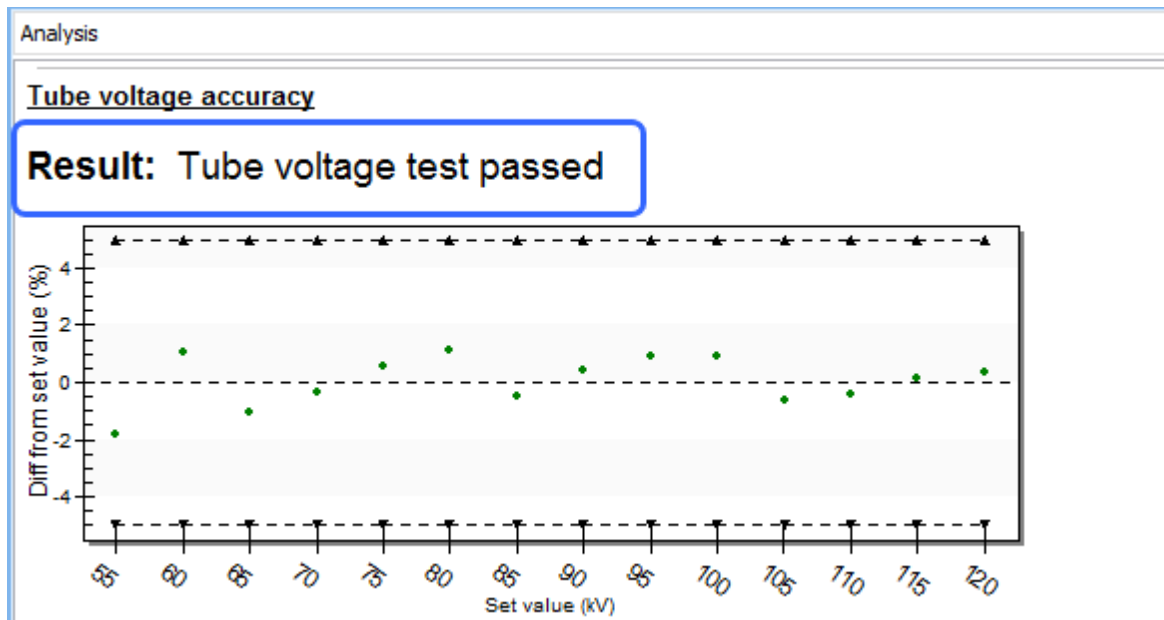 Analysis
Tube voltage accuracy
Result: Tube voltage test passed
Diff from set value (%)
4
2
0
-2
-4
55 60 65 70 75 80 85 90 95 100 105 110 115 120
Set value (kV)